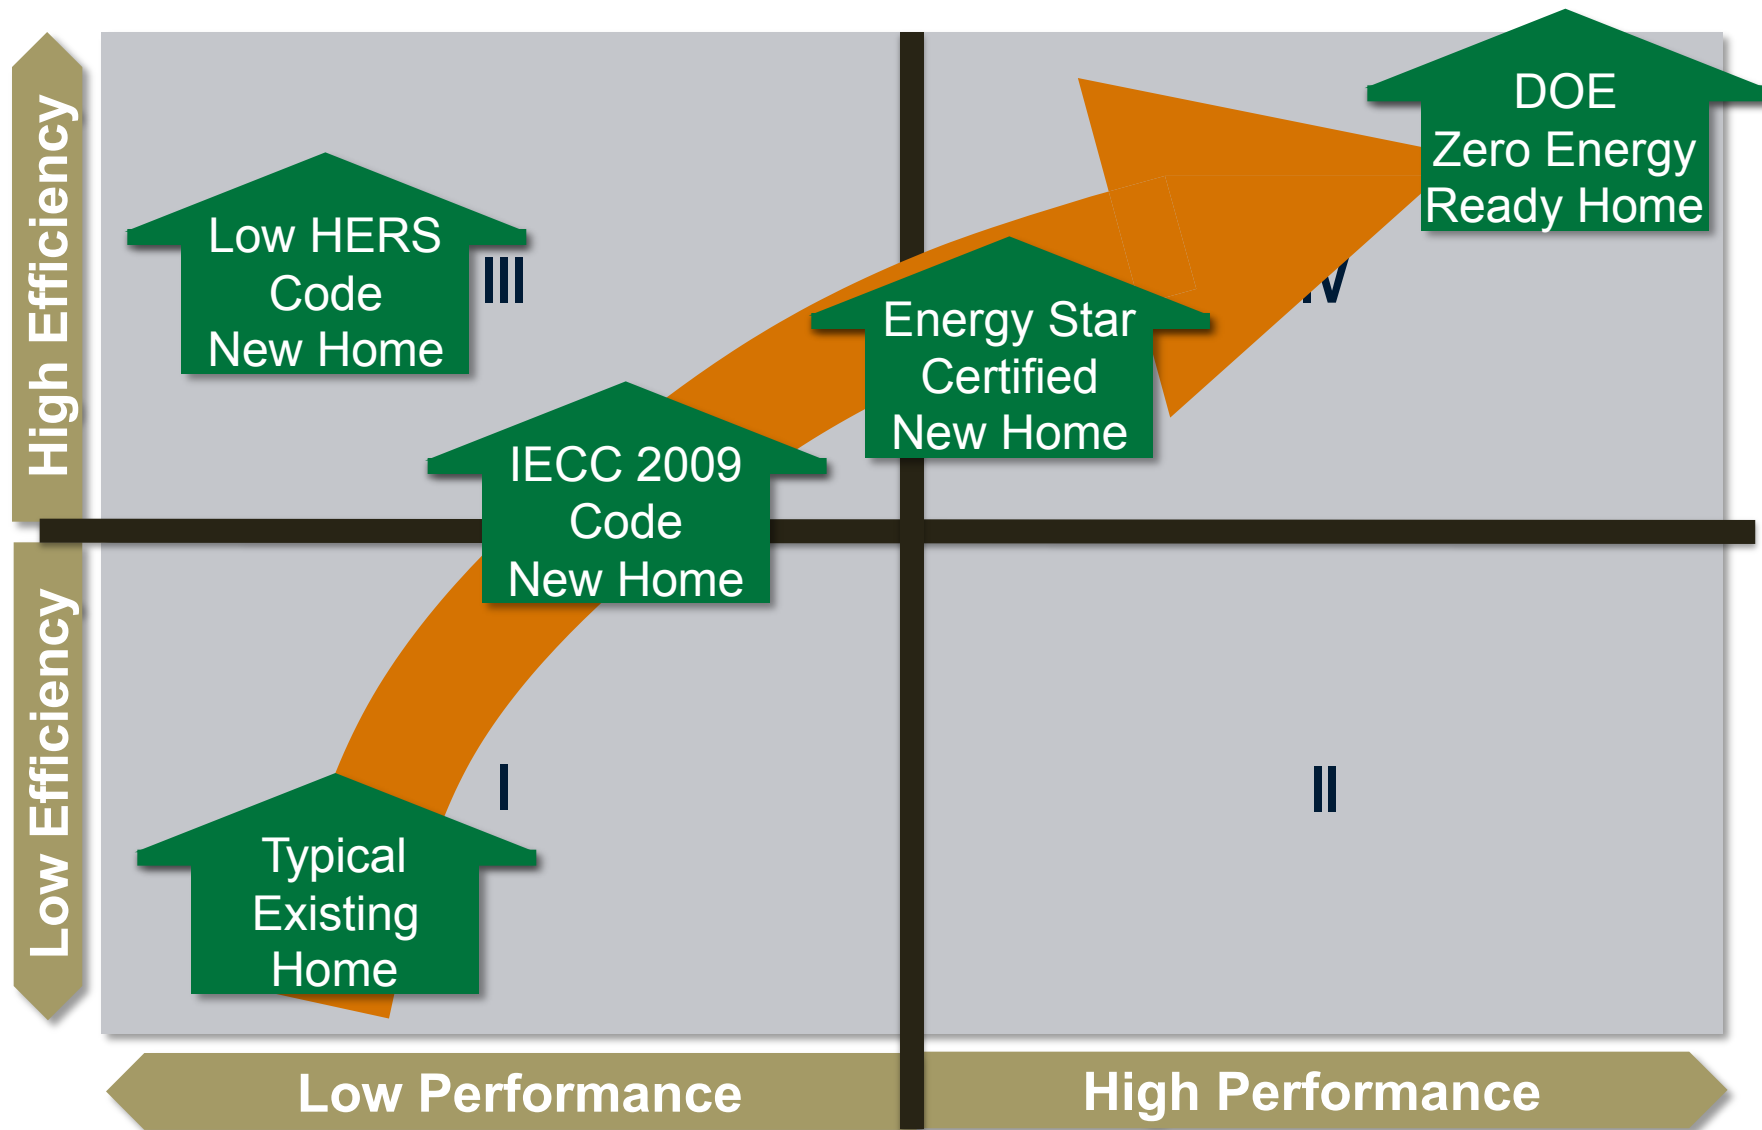 High Efficiency
Low Efficiency
DOE
Zero Energy
Ready Home
Low HERS
Code
New Home
III
IV
Energy Star
Certified
New Home
IECC 2009
Code
New Home
I
II
Typical
Existing
Home
Low Performance
High Performance